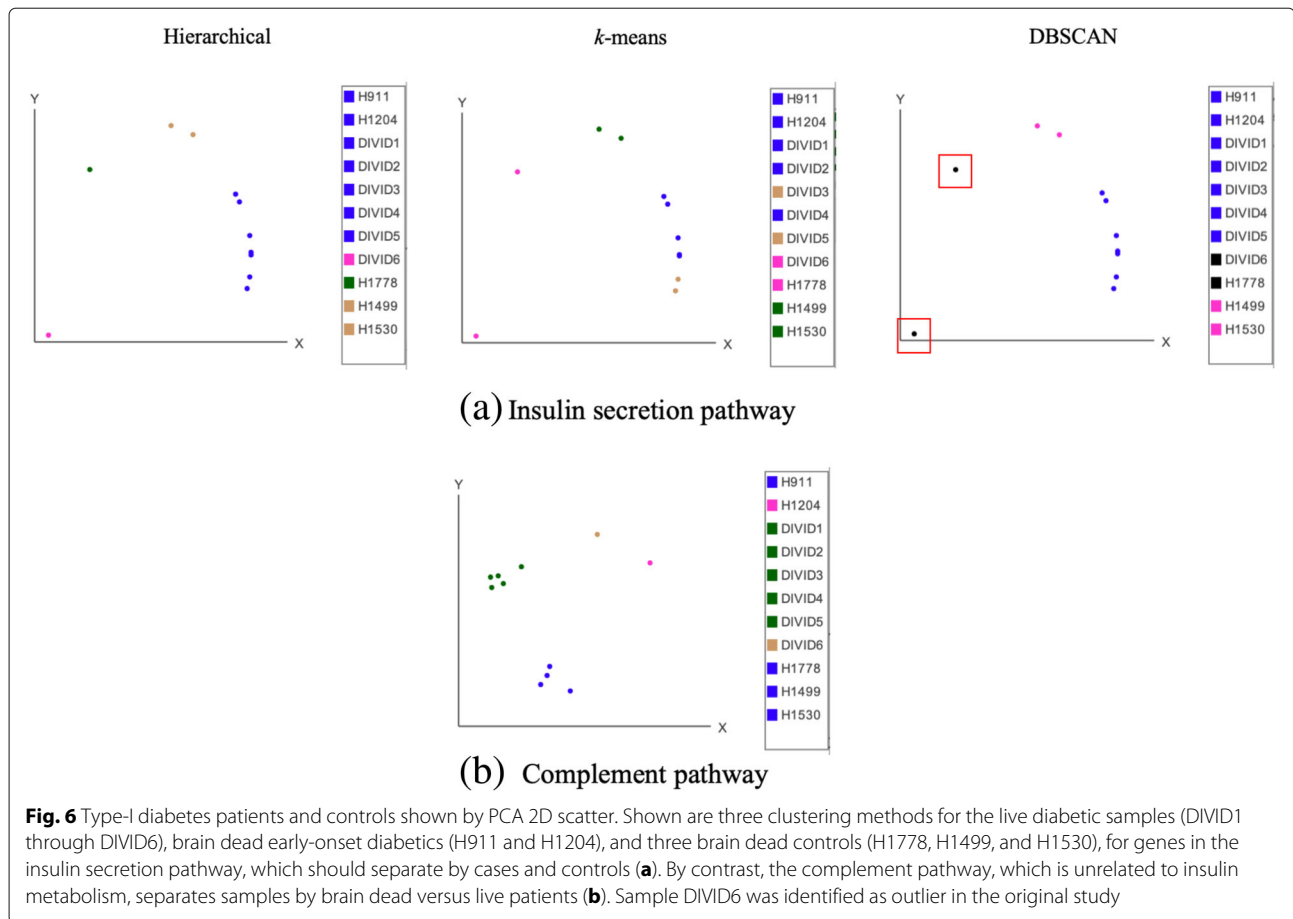 Hierarchical
k-means
DBSCAN
Y
X
H911
H1204
DIVID1
DIVID2
DIVID3
DIVID4
DIVID5
DIVID6
H1778
H1499
H1530
Y
X
H911
H1204
DIVID1
DIVID2
DIVID3
DIVID4
DIVID5
DIVID6
H1778
H1499
H1530
Y
X
H911
H1204
DIVID1
DIVID2
DIVID3
DIVID4
DIVID5
DIVID6
H1778
H1499
H1530
(a) Insulin secretion pathway
Y
X
H911
H1204
DIVID1
DIVID2
DIVID3
DIVID4
DIVID5
DIVID6
H1778
H1499
H1530
(b) Complement pathway
Fig. 6 Type-I diabetes patients and controls shown by PCA 2D scatter. Shown are three clustering methods for the live diabetic samples (DIVID1
through DIVID6), brain dead early-onset diabetics (H911 and H1204), and three brain dead controls (H1778, H1499, and H1530), for genes in the
insulin secretion pathway, which should separate by cases and controls (a). By contrast, the complement pathway, which is unrelated to insulin
metabolism, separates samples by brain dead versus live patients (b). Sample DIVID6 was identified as outlier in the original study